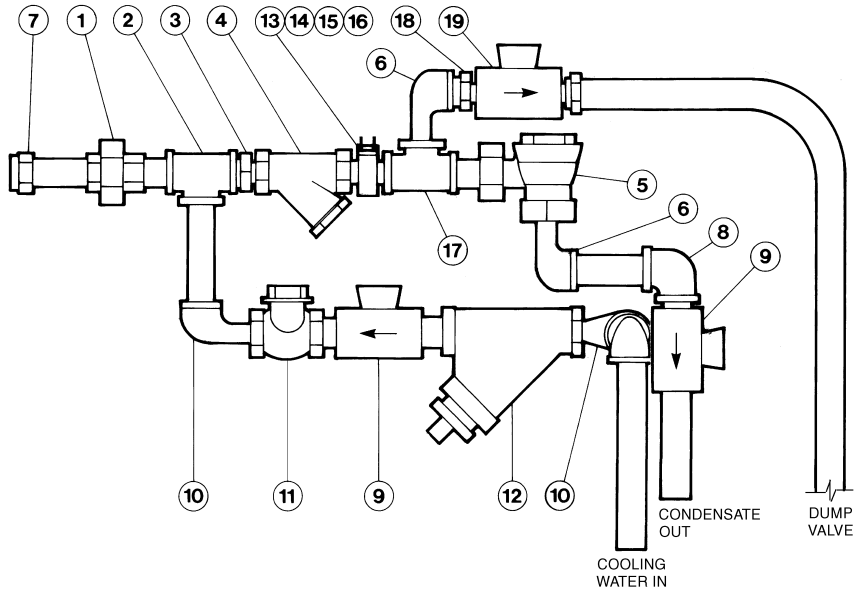 7 1 2 3 4 13 14 15 16 18 19
6
5
6
8
17
9
10 11 9 12 10
CONDENSATE
OUT
DUMP
VALVE
COOLING
WATER IN